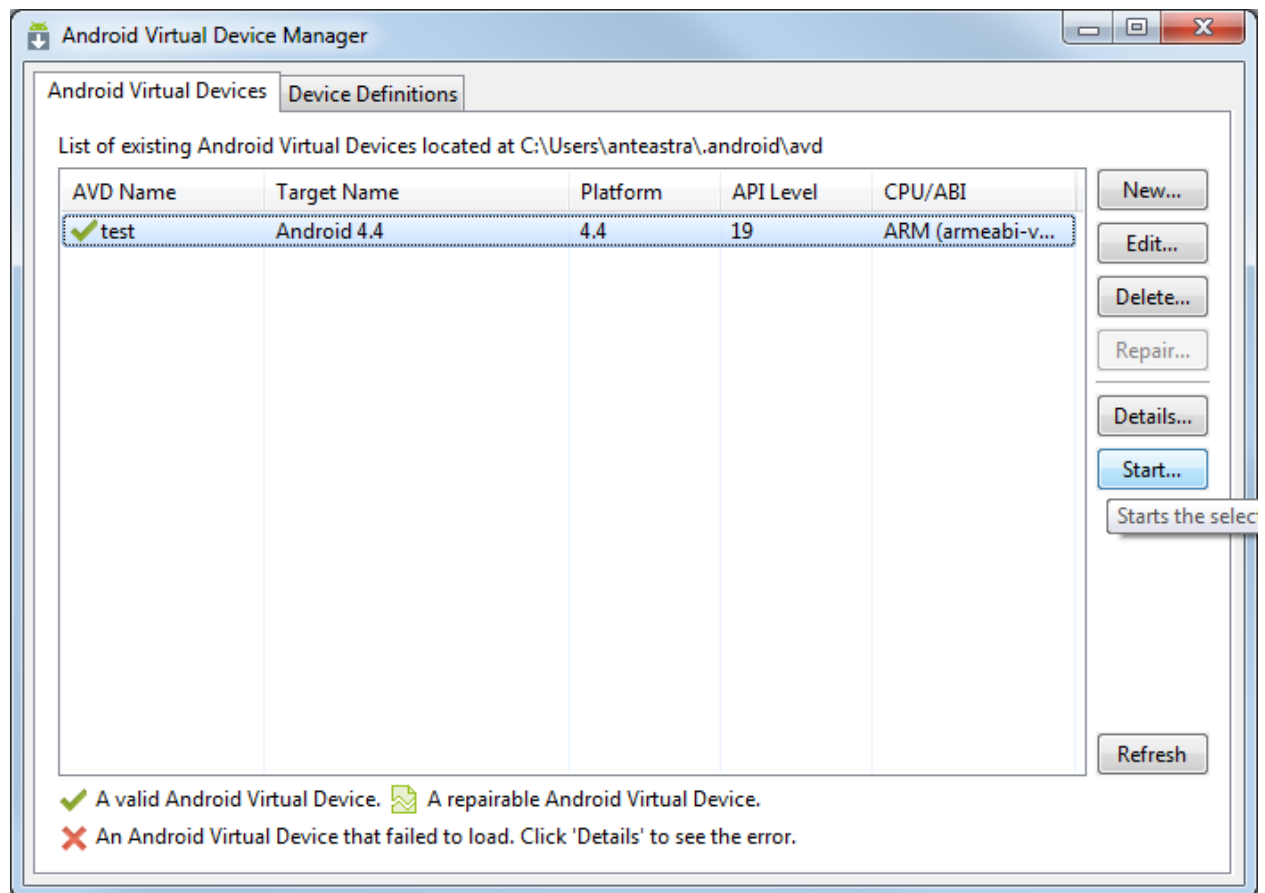 Android Virtual Device Manager
Android Virtual Devices Device Definitions
List of existing Android Virtual Devices located at C:\Users\anteastra\.android\avd
AVD Name Target Name Platform API Level CPU/ABI
test Android 4.4 4.4 19 ARM (armeabi-v...
New...
Edit...
Delete...
Repair...
Details...
Start...
Starts the selec
Refresh
A valid Android Virtual Device. A repairable Android Virtual Device.
An Android Virtual Device that failed to load. Click 'Details' to see the error.